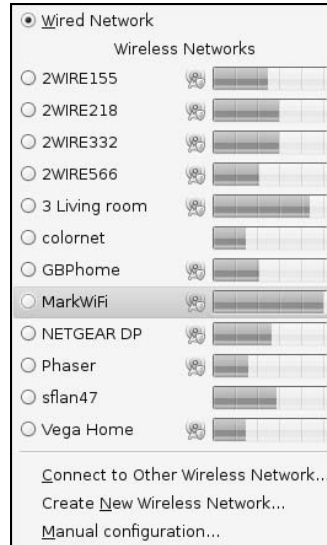 Wired Network
Wireless Networks
2WIRE155
2WIRE218
2WIRE332
2WIRE566
3 Living room
colornet
GBPhome
MarkWiFi
NETGEAR DP
Phaser
sflan47
Vega Home
Connect to Other Wireless Network...
Create New Wireless Network...
Manual configuration...